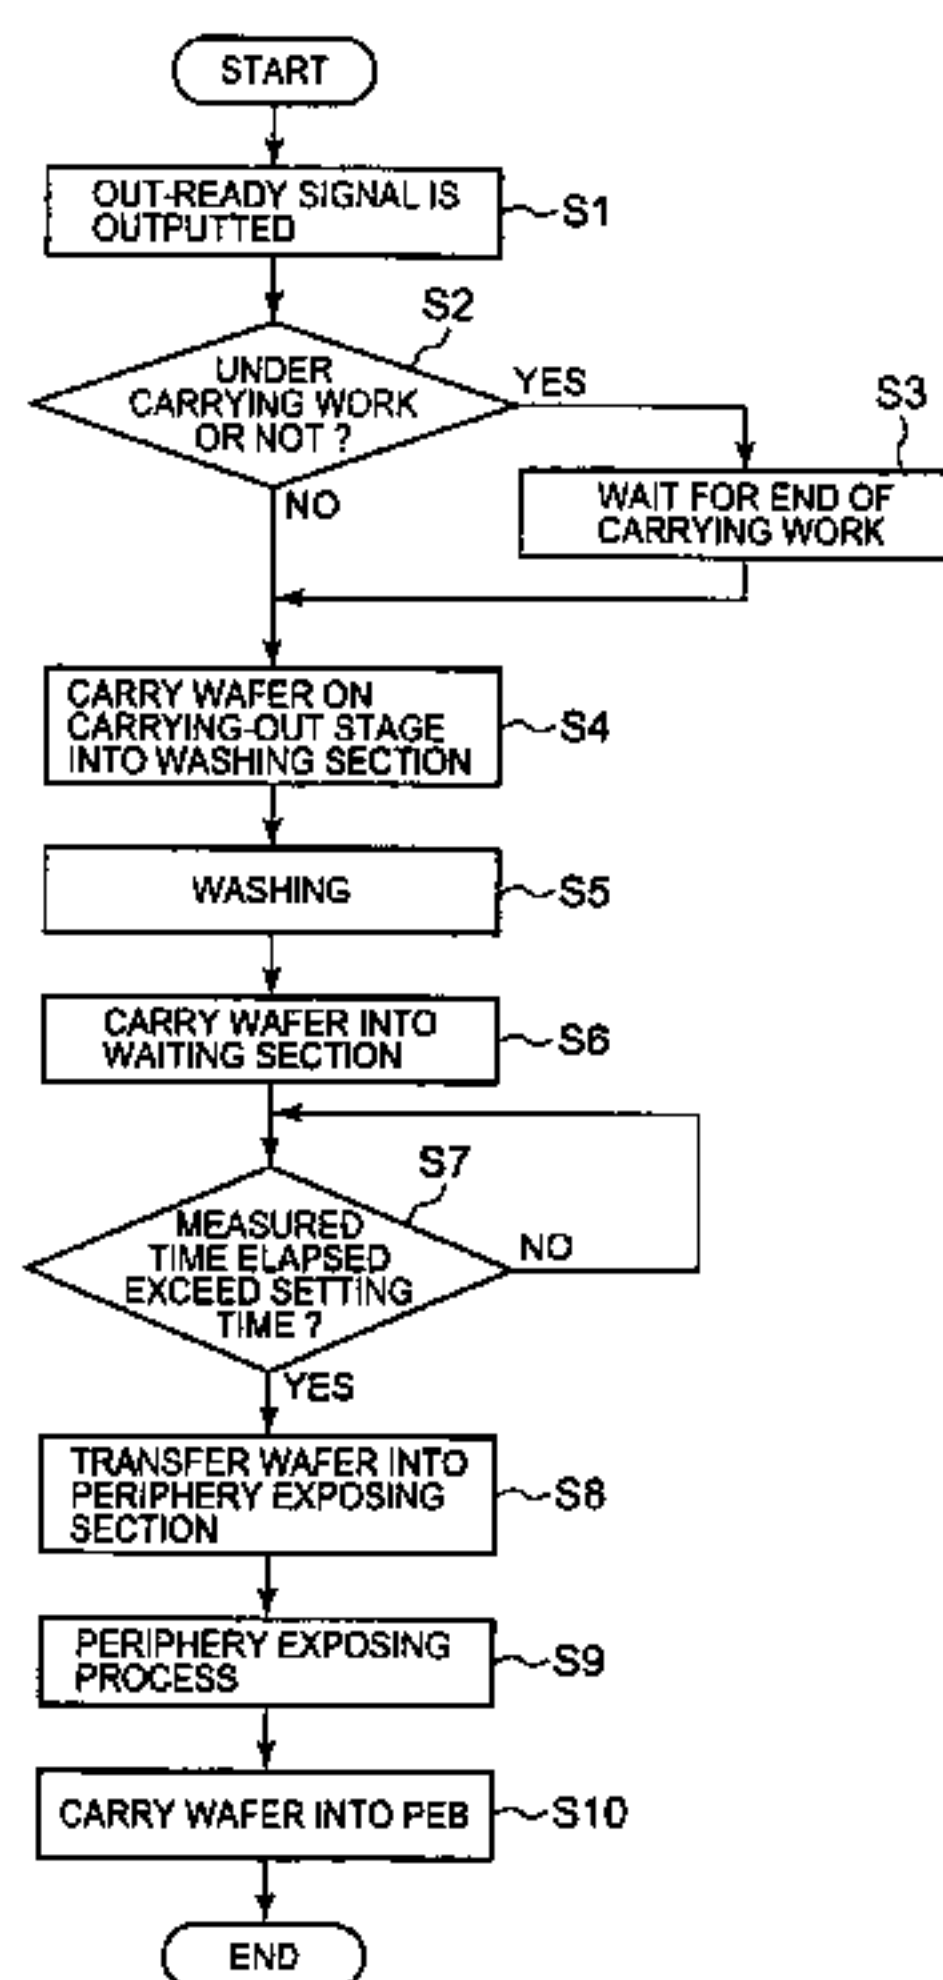 START
OUT-READY SIGNAL IS
OUTPUTTED
S1
S2
UNDER
CARRYING WORK
OR NOT ?
YES
NO
S3
WAIT FOR END OF
CARRYING WORK
CARRY WAFER ON
CARRYING-OUT STAGE
INTO WASHING SECTION
S4
WASHING
S5
CARRY WAFER INTO
WAITING SECTION
S6
S7
MEASURED
TIME ELAPSED
EXCEED SETTING
TIME ?
NO
YES
TRANSFER WAFER INTO
PERIPHERY EXPOSING
SECTION
S8
PERIPHERY EXPOSING
PROCESS
S9
CARRY WAFER INTO PEB
S10
END